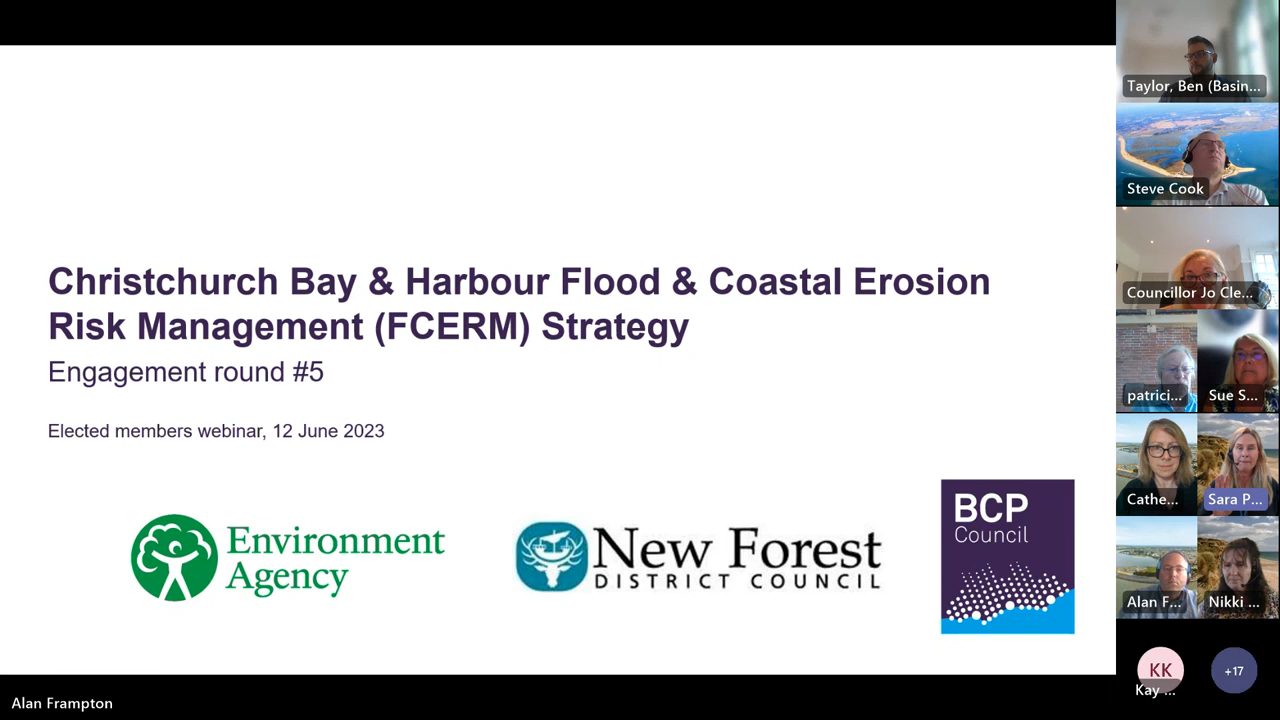 Christchurch Bay & Harbour Flood & Coastal Erosion
Risk Management (FCERM) Strategy
Engagement round #5
Elected members webinar, 12 June 2023
Environment
Agency
New Forest
DISTRICT COUNCIL
BCP
Council
Taylor, Ben (Basin...
Steve Cook
Councillor Jo Cle...
patrici...
Sue S...
Cathe...
Sara P...
Alan F...
Nikki ...
KK
Kay ...
+17
Alan Frampton